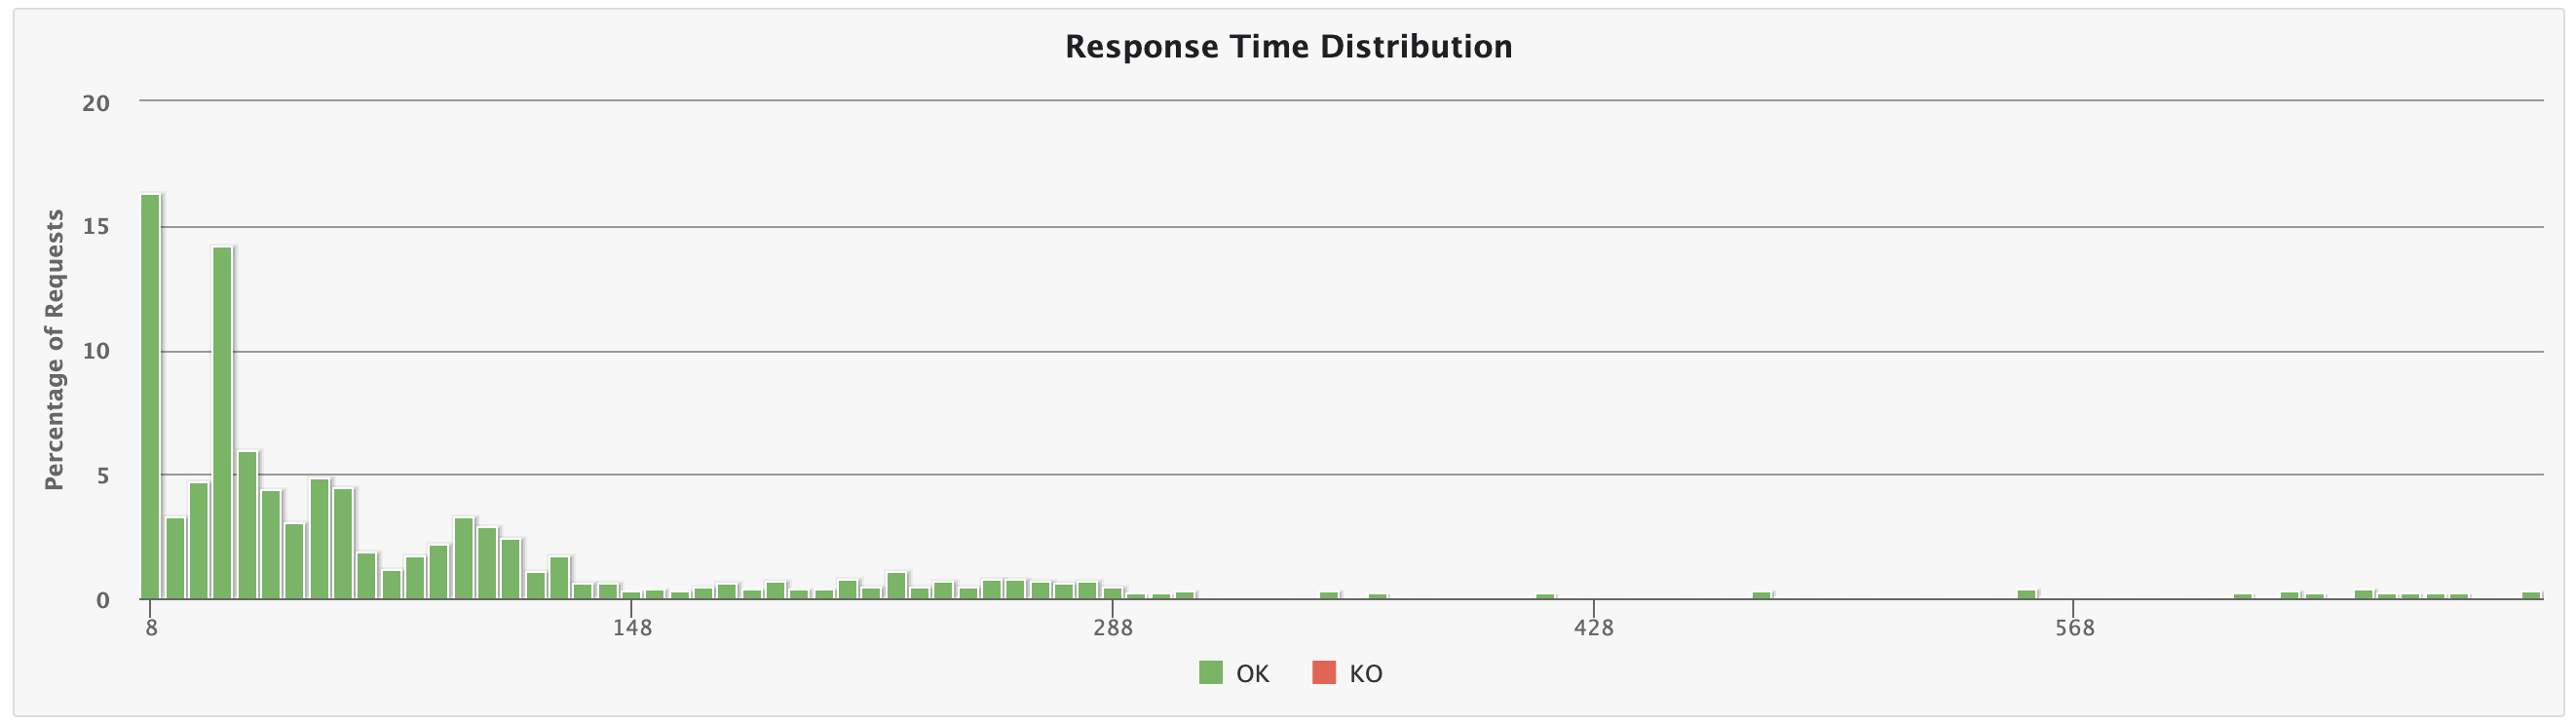 Response Time Distribution
Percentage of Requests
20
15
10
5
0
8 148 288 428 568
OK KO